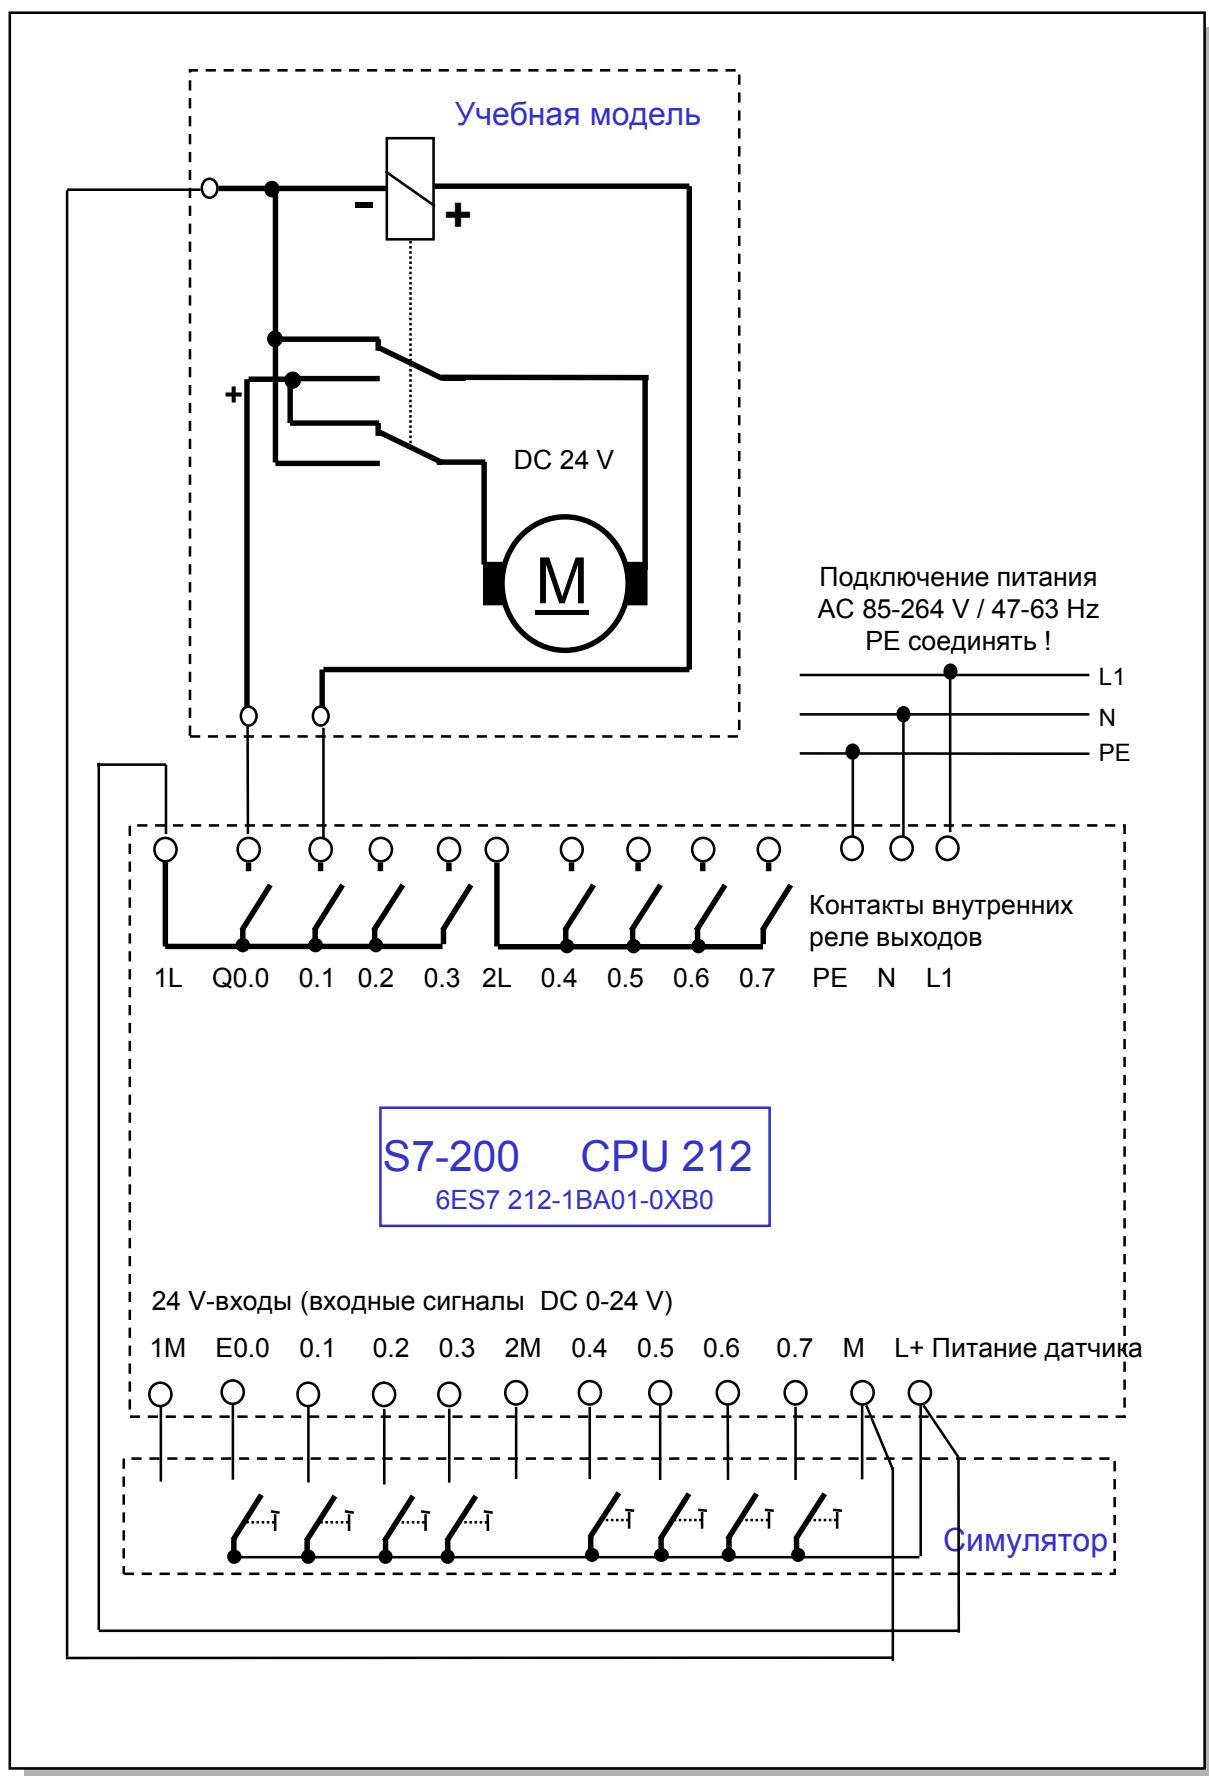 Учебная модель
-
+
+
DC 24 V
M
Подключение питания
AC 85-264 V / 47-63 Hz
PE соединять !
L1
N
PE
Контакты внутренних
реле выходов
1L Q0.0 0.1 0.2 0.3 2L 0.4 0.5 0.6 0.7 PE N L1
S7-200 CPU 212
6ES7 212-1BA01-0XB0
24 V-входы (входные сигналы DC 0-24 V)
1M E0.0 0.1 0.2 0.3 2M 0.4 0.5 0.6 0.7 M L+ Питание датчика
Симулятор